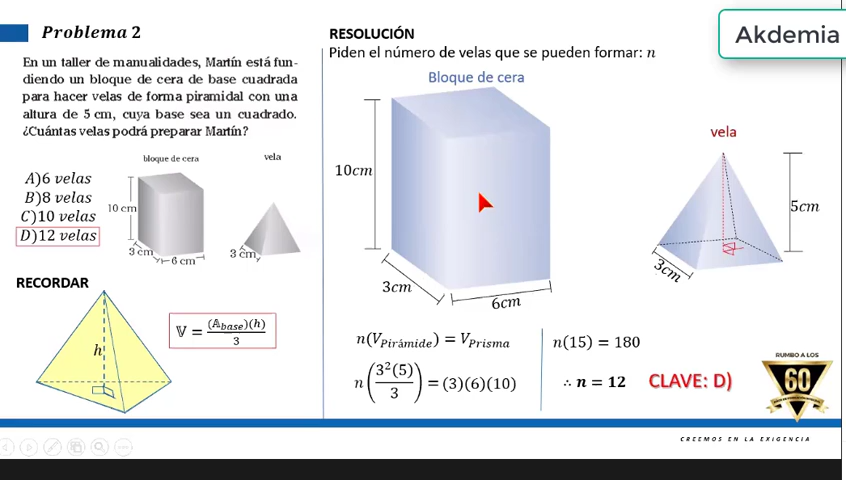 Problema 2
En un taller de manualidades, Martín está fun-
diendo un bloque de cera de base cuadrada
para hacer velas de forma piramidal con una
altura de 5 cm, cuya base sea un cuadrado.
¿Cuántas velas podrá preparar Martín?
bloque de cera
vela
A)6 velas
B)8 velas
C)10 velas
D)12 velas
10 cm
3 cm
6 cm
3 cm
RECORDAR
h
𝕍 = (𝔸base)(h)/3
RESOLUCIÓN
Piden el número de velas que se pueden formar: n
Bloque de cera
10cm
3cm
6cm
vela
5cm
3cm
n(VPirámide) = VPrisma
n(3²(5)/3) = (3)(6)(10)
n(15) = 180
∴ n = 12
CLAVE: D)
Akdemia
RUMBO A LOS
60
CREEMOS EN LA EXIGENCIA